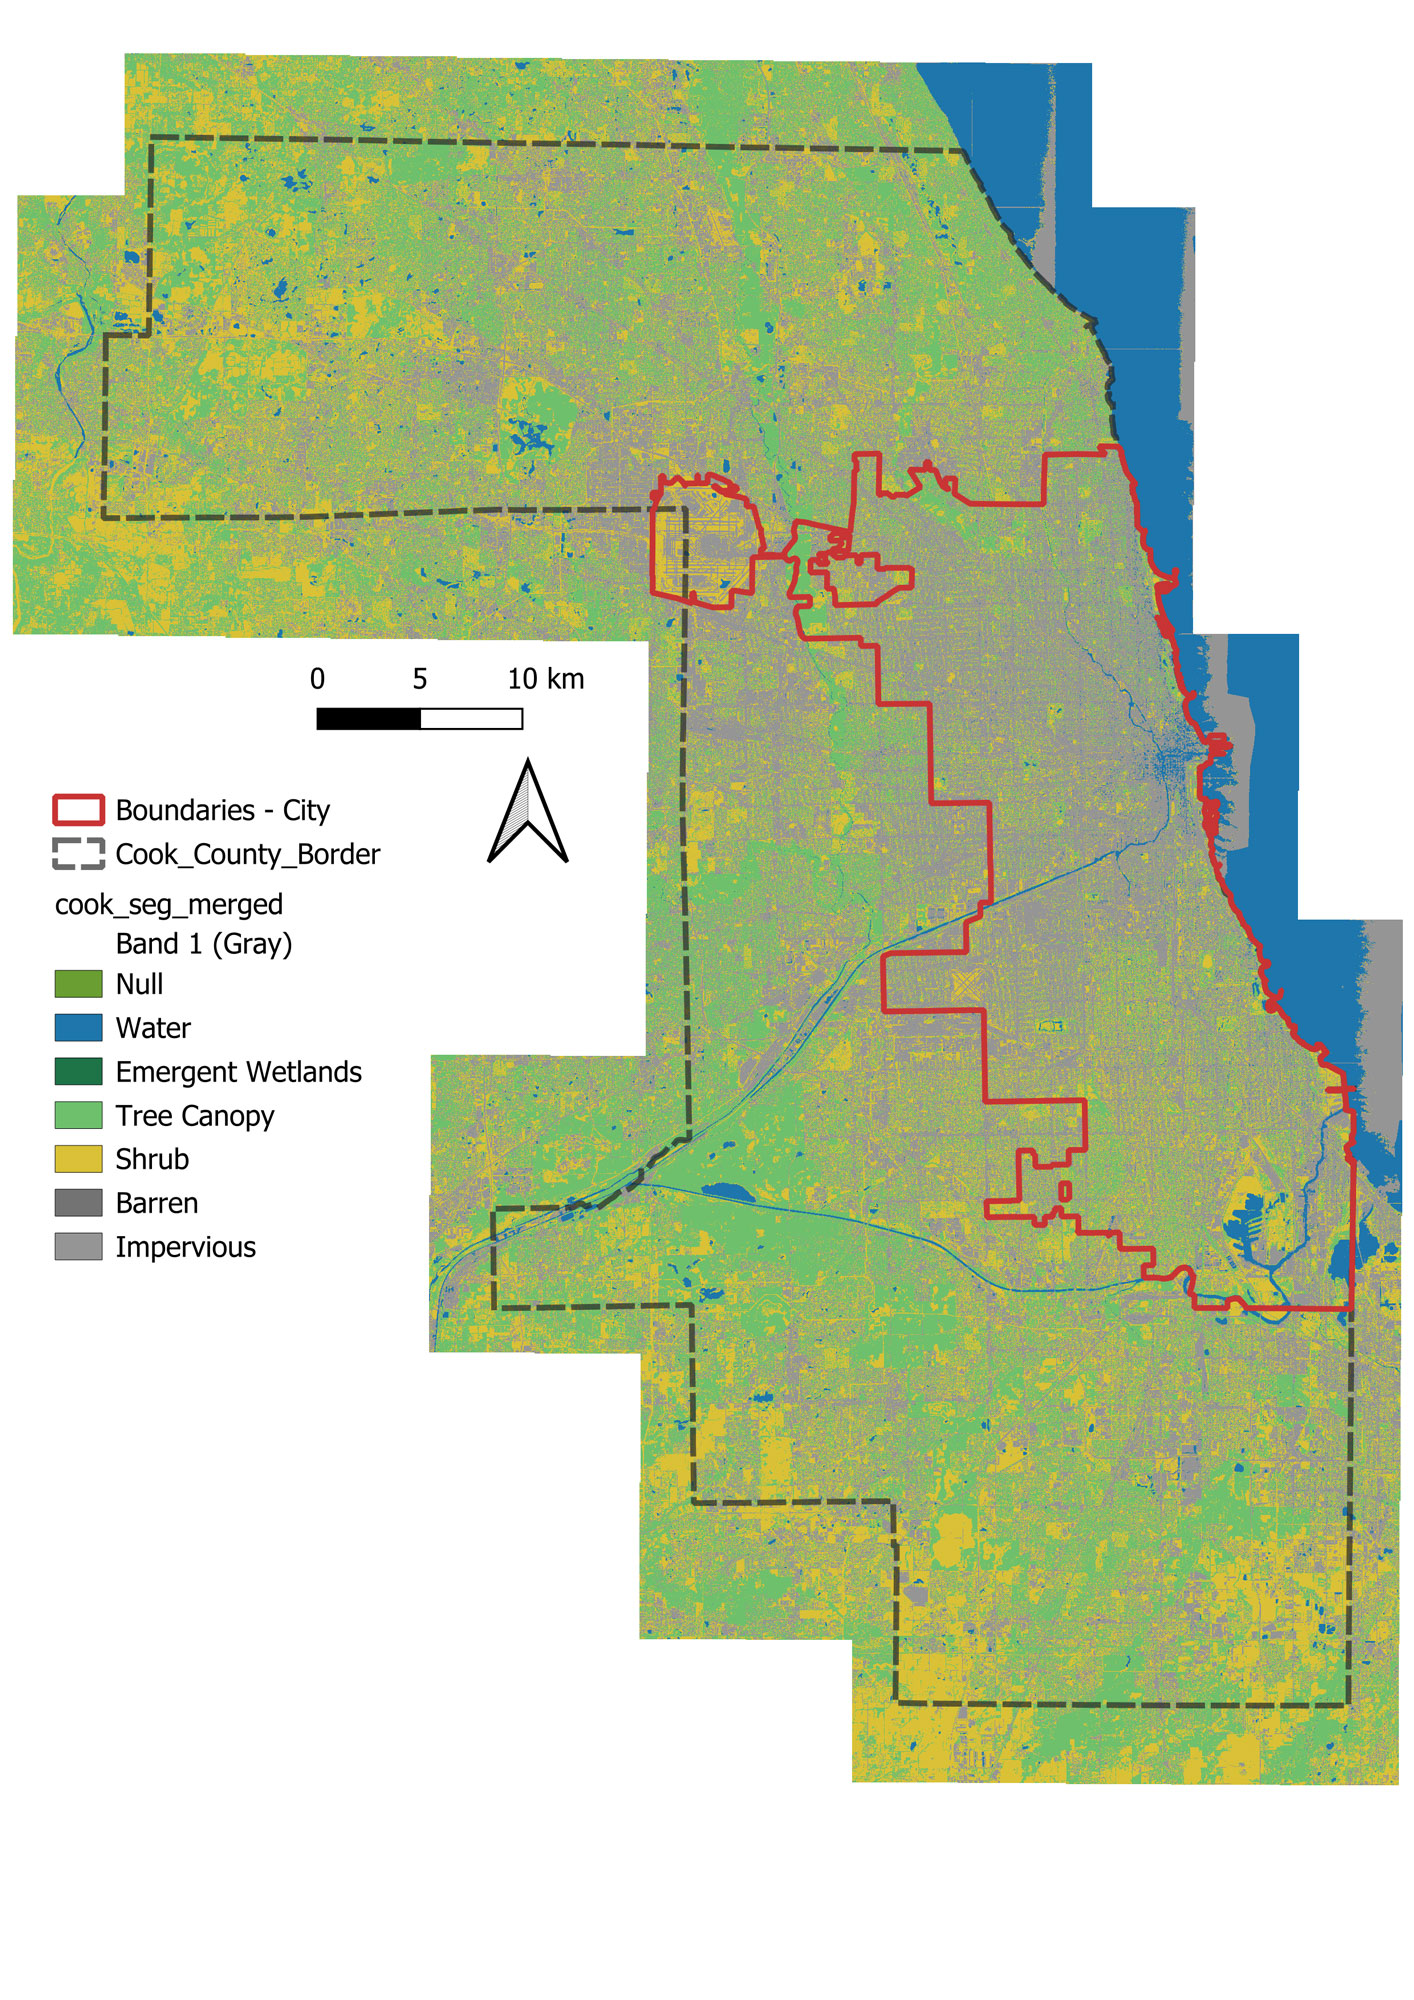 0 5 10 km
Boundaries - City
Cook_County_Border
cook_seg_merged
Band 1 (Gray)
Null
Water
Emergent Wetlands
Tree Canopy
Shrub
Barren
Impervious